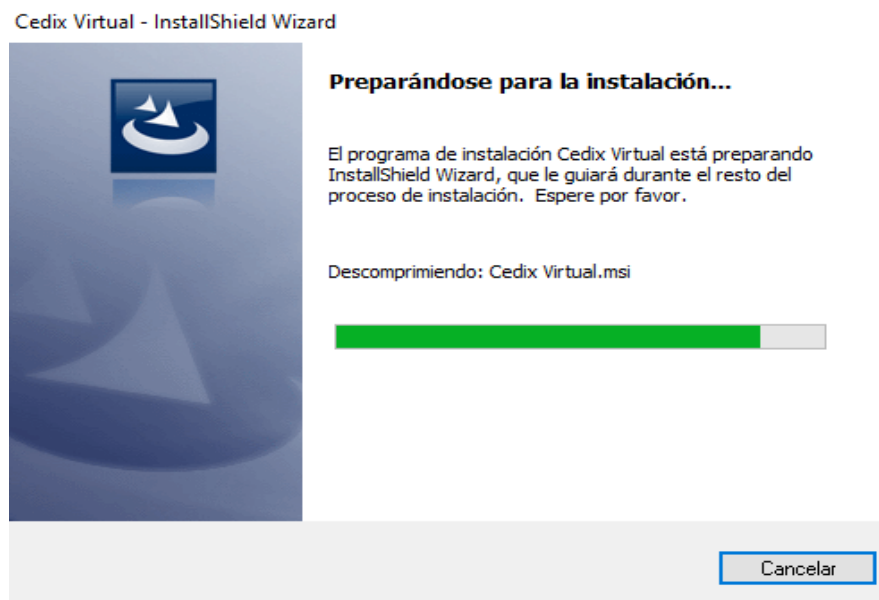 Cedix Virtual - InstallShield Wizard
Preparándose para la instalación...
El programa de instalación Cedix Virtual está preparando
InstallShield Wizard, que le guiará durante el resto del
proceso de instalación.  Espere por favor.
Descomprimiendo: Cedix Virtual.msi
Cancelar